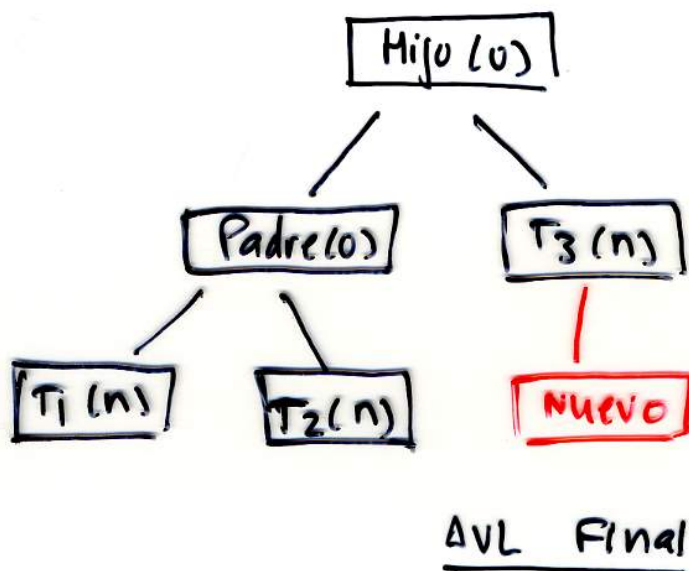 Hijo (0)
Padre (0)
T3 (n)
T1 (n)
T2 (n)
NUEVO
AVL Final